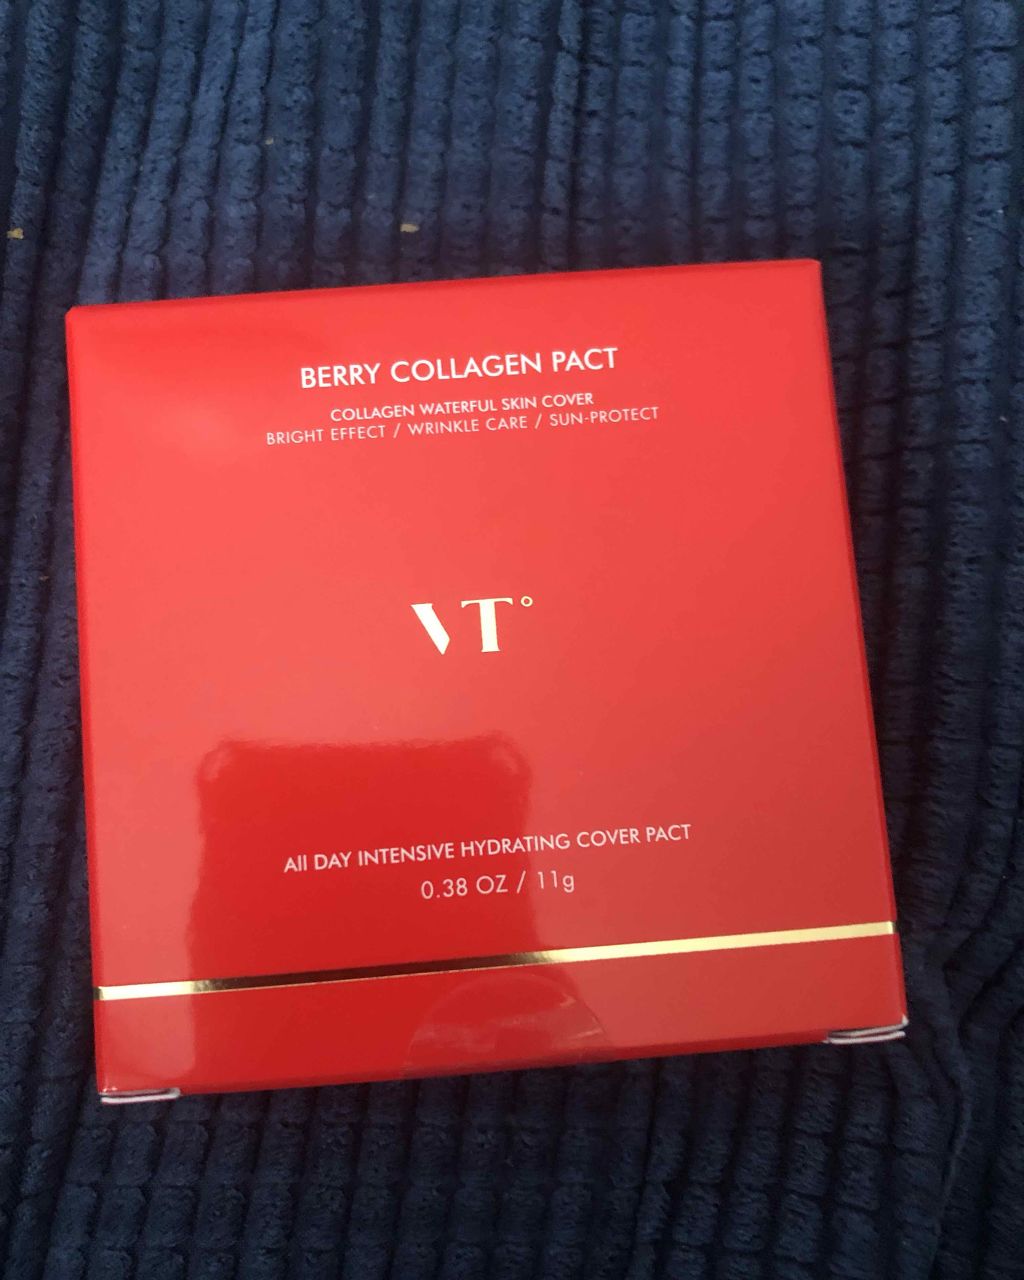 BERRY COLLAGEN PACT
COLLAGEN WATERFUL SKIN COVER
BRIGHT EFFECT / WRINKLE CARE / SUN-PROTECT
VT°
All DAY INTENSIVE HYDRATING COVER PACT
0.38 OZ / 11g